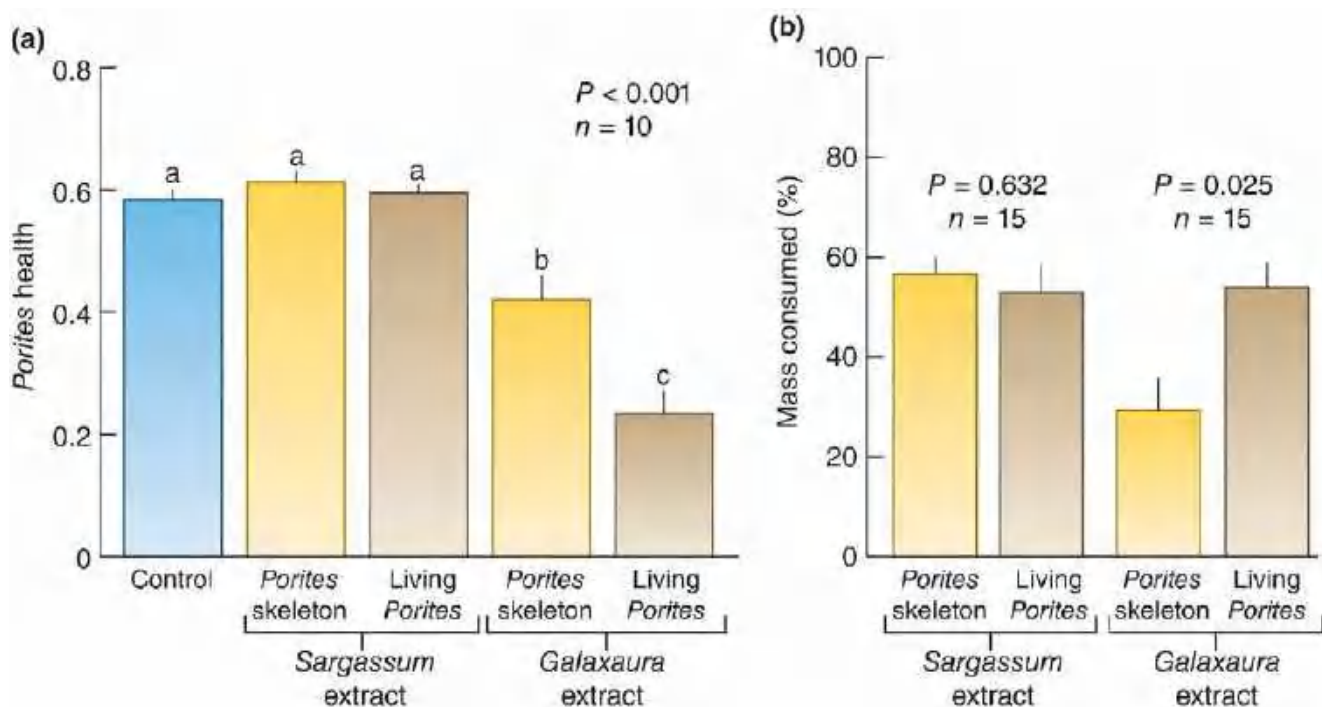 (a)
0.8
0.6
0.4
0.2
0
Porites health
P < 0.001
n = 10
a
a
a
b
c
Control
Porites
skeleton
Living
Porites
Porites
skeleton
Living
Porites
Sargassum
extract
Galaxaura
extract
(b)
100
80
60
40
20
0
Mass consumed (%)
P = 0.632
n = 15
P = 0.025
n = 15
Porites
skeleton
Living
Porites
Porites
skeleton
Living
Porites
Sargassum
extract
Galaxaura
extract